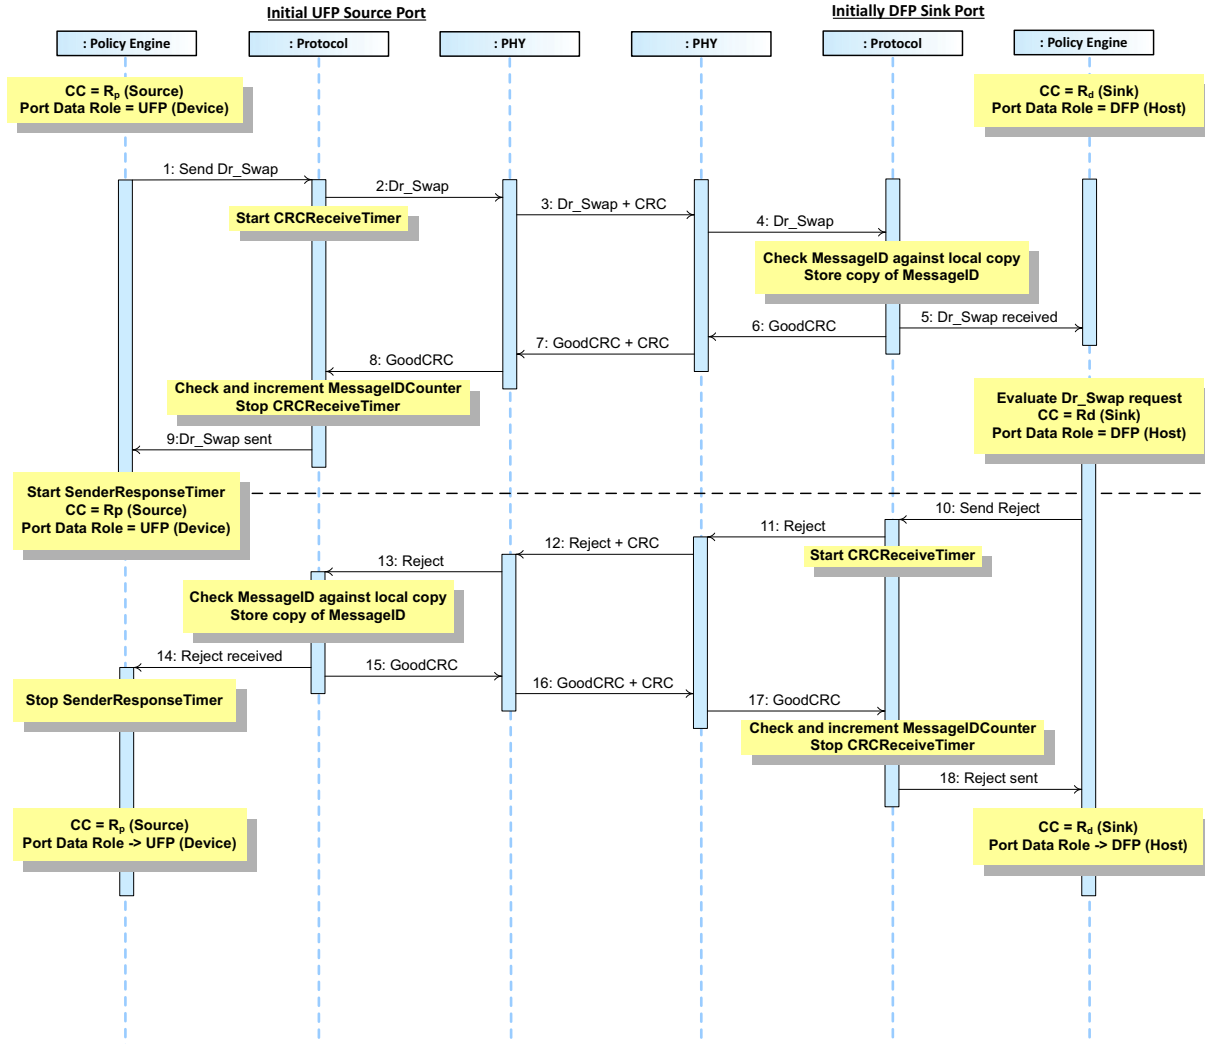 Initial UFP Source Port
Initially DFP Sink Port
: Policy Engine
: Protocol
: PHY
: PHY
: Protocol
: Policy Engine
CC = Rp (Source)
Port Data Role = UFP (Device)
CC = Rd (Sink)
Port Data Role = DFP (Host)
1: Send Dr_Swap
2:Dr_Swap
Start CRCReceiveTimer
3: Dr_Swap + CRC
4: Dr_Swap
Check MessageID against local copy
Store copy of MessageID
5: Dr_Swap received
6: GoodCRC
7: GoodCRC + CRC
8: GoodCRC
Check and increment MessageIDCounter
Stop CRCReceiveTimer
Evaluate Dr_Swap request
CC = Rd (Sink)
Port Data Role = DFP (Host)
9:Dr_Swap sent
Start SenderResponseTimer
CC = Rp (Source)
Port Data Role = UFP (Device)
10: Send Reject
11: Reject
Start CRCReceiveTimer
12: Reject + CRC
13: Reject
Check MessageID against local copy
Store copy of MessageID
14: Reject received
15: GoodCRC
Stop SenderResponseTimer
16: GoodCRC + CRC
17: GoodCRC
Check and increment MessageIDCounter
Stop CRCReceiveTimer
18: Reject sent
CC = Rp (Source)
Port Data Role -> UFP (Device)
CC = Rd (Sink)
Port Data Role -> DFP (Host)